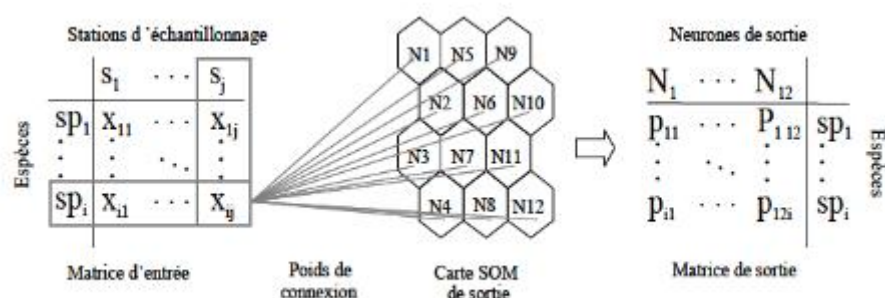 Stations d 'échantillonnage
s1 · · · sj
Espèces
sp1 x11 · · · x1j
spi xi1 · · · xij
Matrice d'entrée
Poids de
connexion
N1 N5 N9
N2 N6 N10
N3 N7 N11
N4 N8 N12
Carte SOM
de sortie
Neurones de sortie
N1 · · · N12
p11 · · · P1 12 sp1
pi1 · · · p12i spi
Espèces
Matrice de sortie